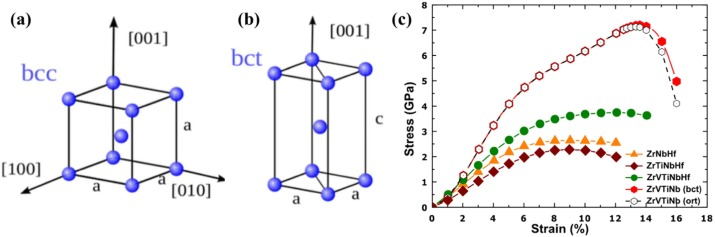 (a)
[001]
bcc
a
[100]
a
a
[010]
(b)
[001]
bct
c
a
a
(c)
Stress (GPa)
8
7
6
5
4
3
2
1
0
0 2 4 6 8 10 12 14 16 18
Strain (%)
ZrNbHf
ZrTiNbHf
ZrVTiNbHf
ZrVTiNb (bct)
ZrVTiNb (ort)